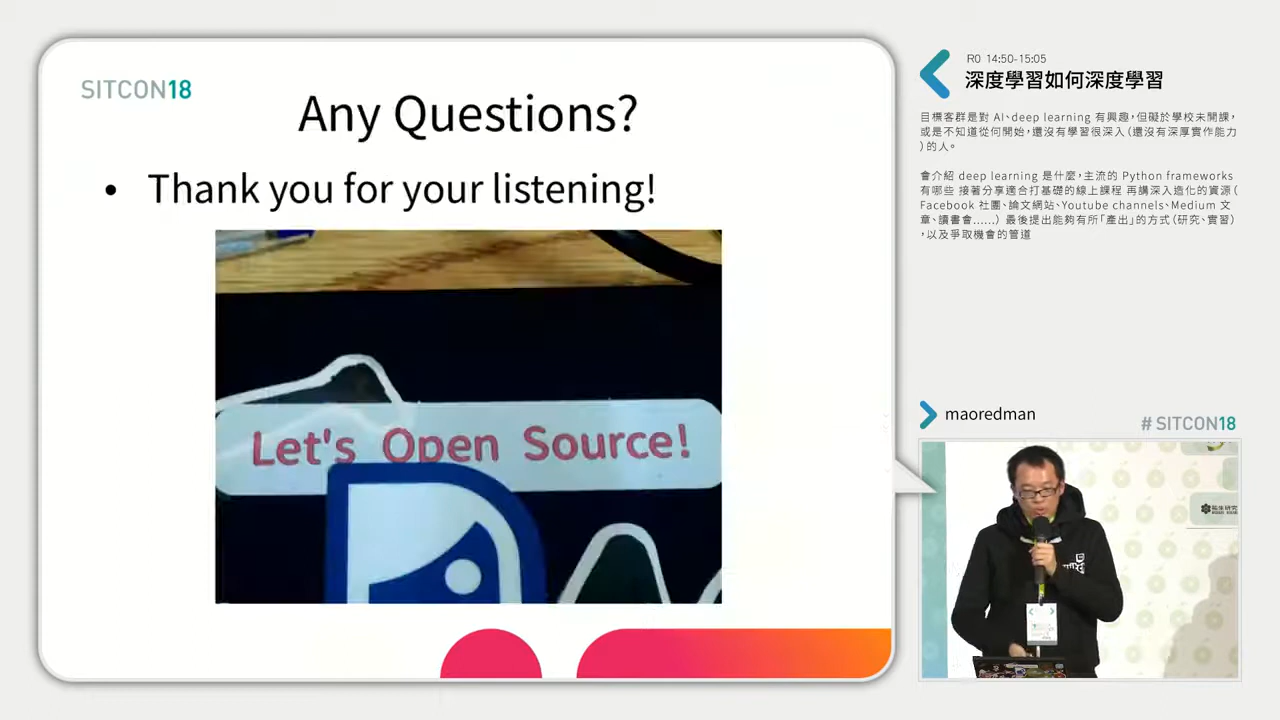 SITCON18
Any Questions?
• Thank you for your listening!
Let's Open Source!
R0 14:50-15:05
深度學習如何深度學習
目標客群是對 AI、deep learning 有興趣,但礙於學校未開課,
或是不知道從何開始,還沒有學習很深入(還沒有深厚實作能力
)的人。
會介紹 deep learning 是什麼,主流的 Python frameworks
有哪些 接著分享適合打基礎的線上課程 再講深入造化的資源(
Facebook 社團、論文網站、Youtube channels、Medium 文
章、讀書會......) 最後提出能夠有所「產出」的方式(研究、實習)
,以及爭取機會的管道
maoredman
# SITCON18